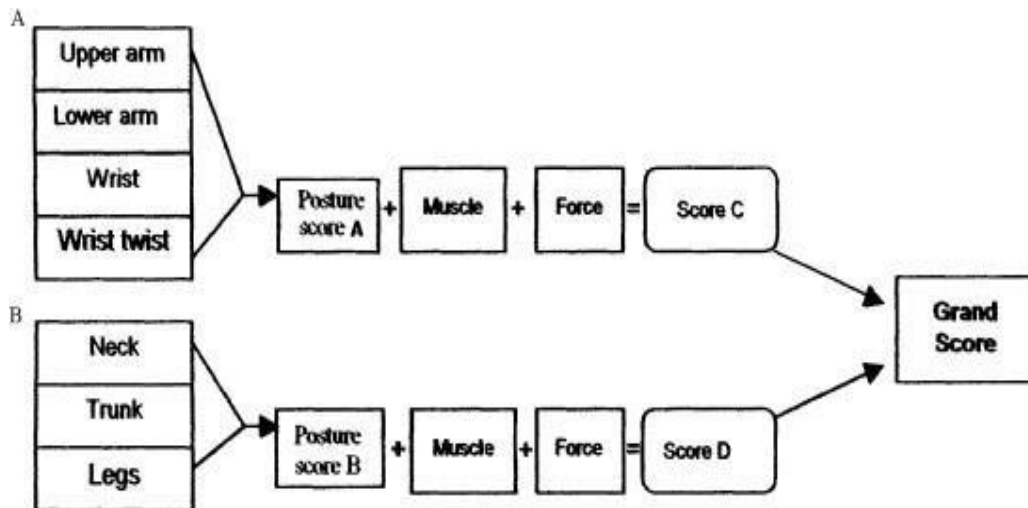 A
Upper arm
Lower arm
Wrist
Wrist twist
Posture
score A
+
Muscle
+
Force
=
Score C
B
Neck
Trunk
Legs
Posture
score B
+
Muscle
+
Force
=
Score D
Grand
Score